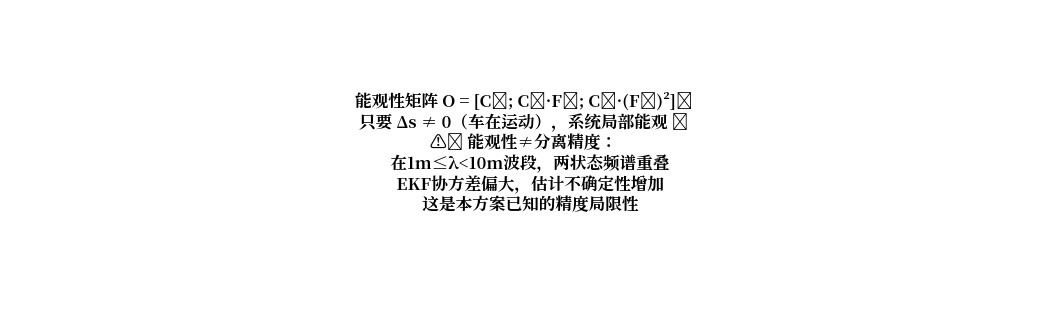 能观性矩阵 O = [C; C·F; C·(F)²]
只要 Δs ≠ 0（车在运动），系统局部能观
⚠ 能观性≠分离精度：
在1m≤λ<10m波段，两状态频谱重叠
EKF协方差偏大，估计不确定性增加
这是本方案已知的精度局限性